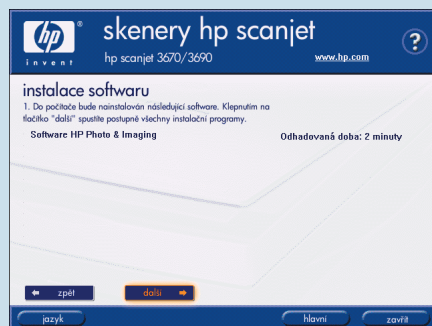 hp
®
invent
skenery hp scanjet
hp scanjet 3670/3690
www.hp.com
?
instalace softwaru
1. Do počítače bude nainstalován následující software. Klepnutím na
tlačítko "další" spustíte postupně všechny instalační programy.
Software HP Photo & Imaging
Odhadovaná doba: 2 minuty
zpět
další
jazyk
hlavní
zavřít